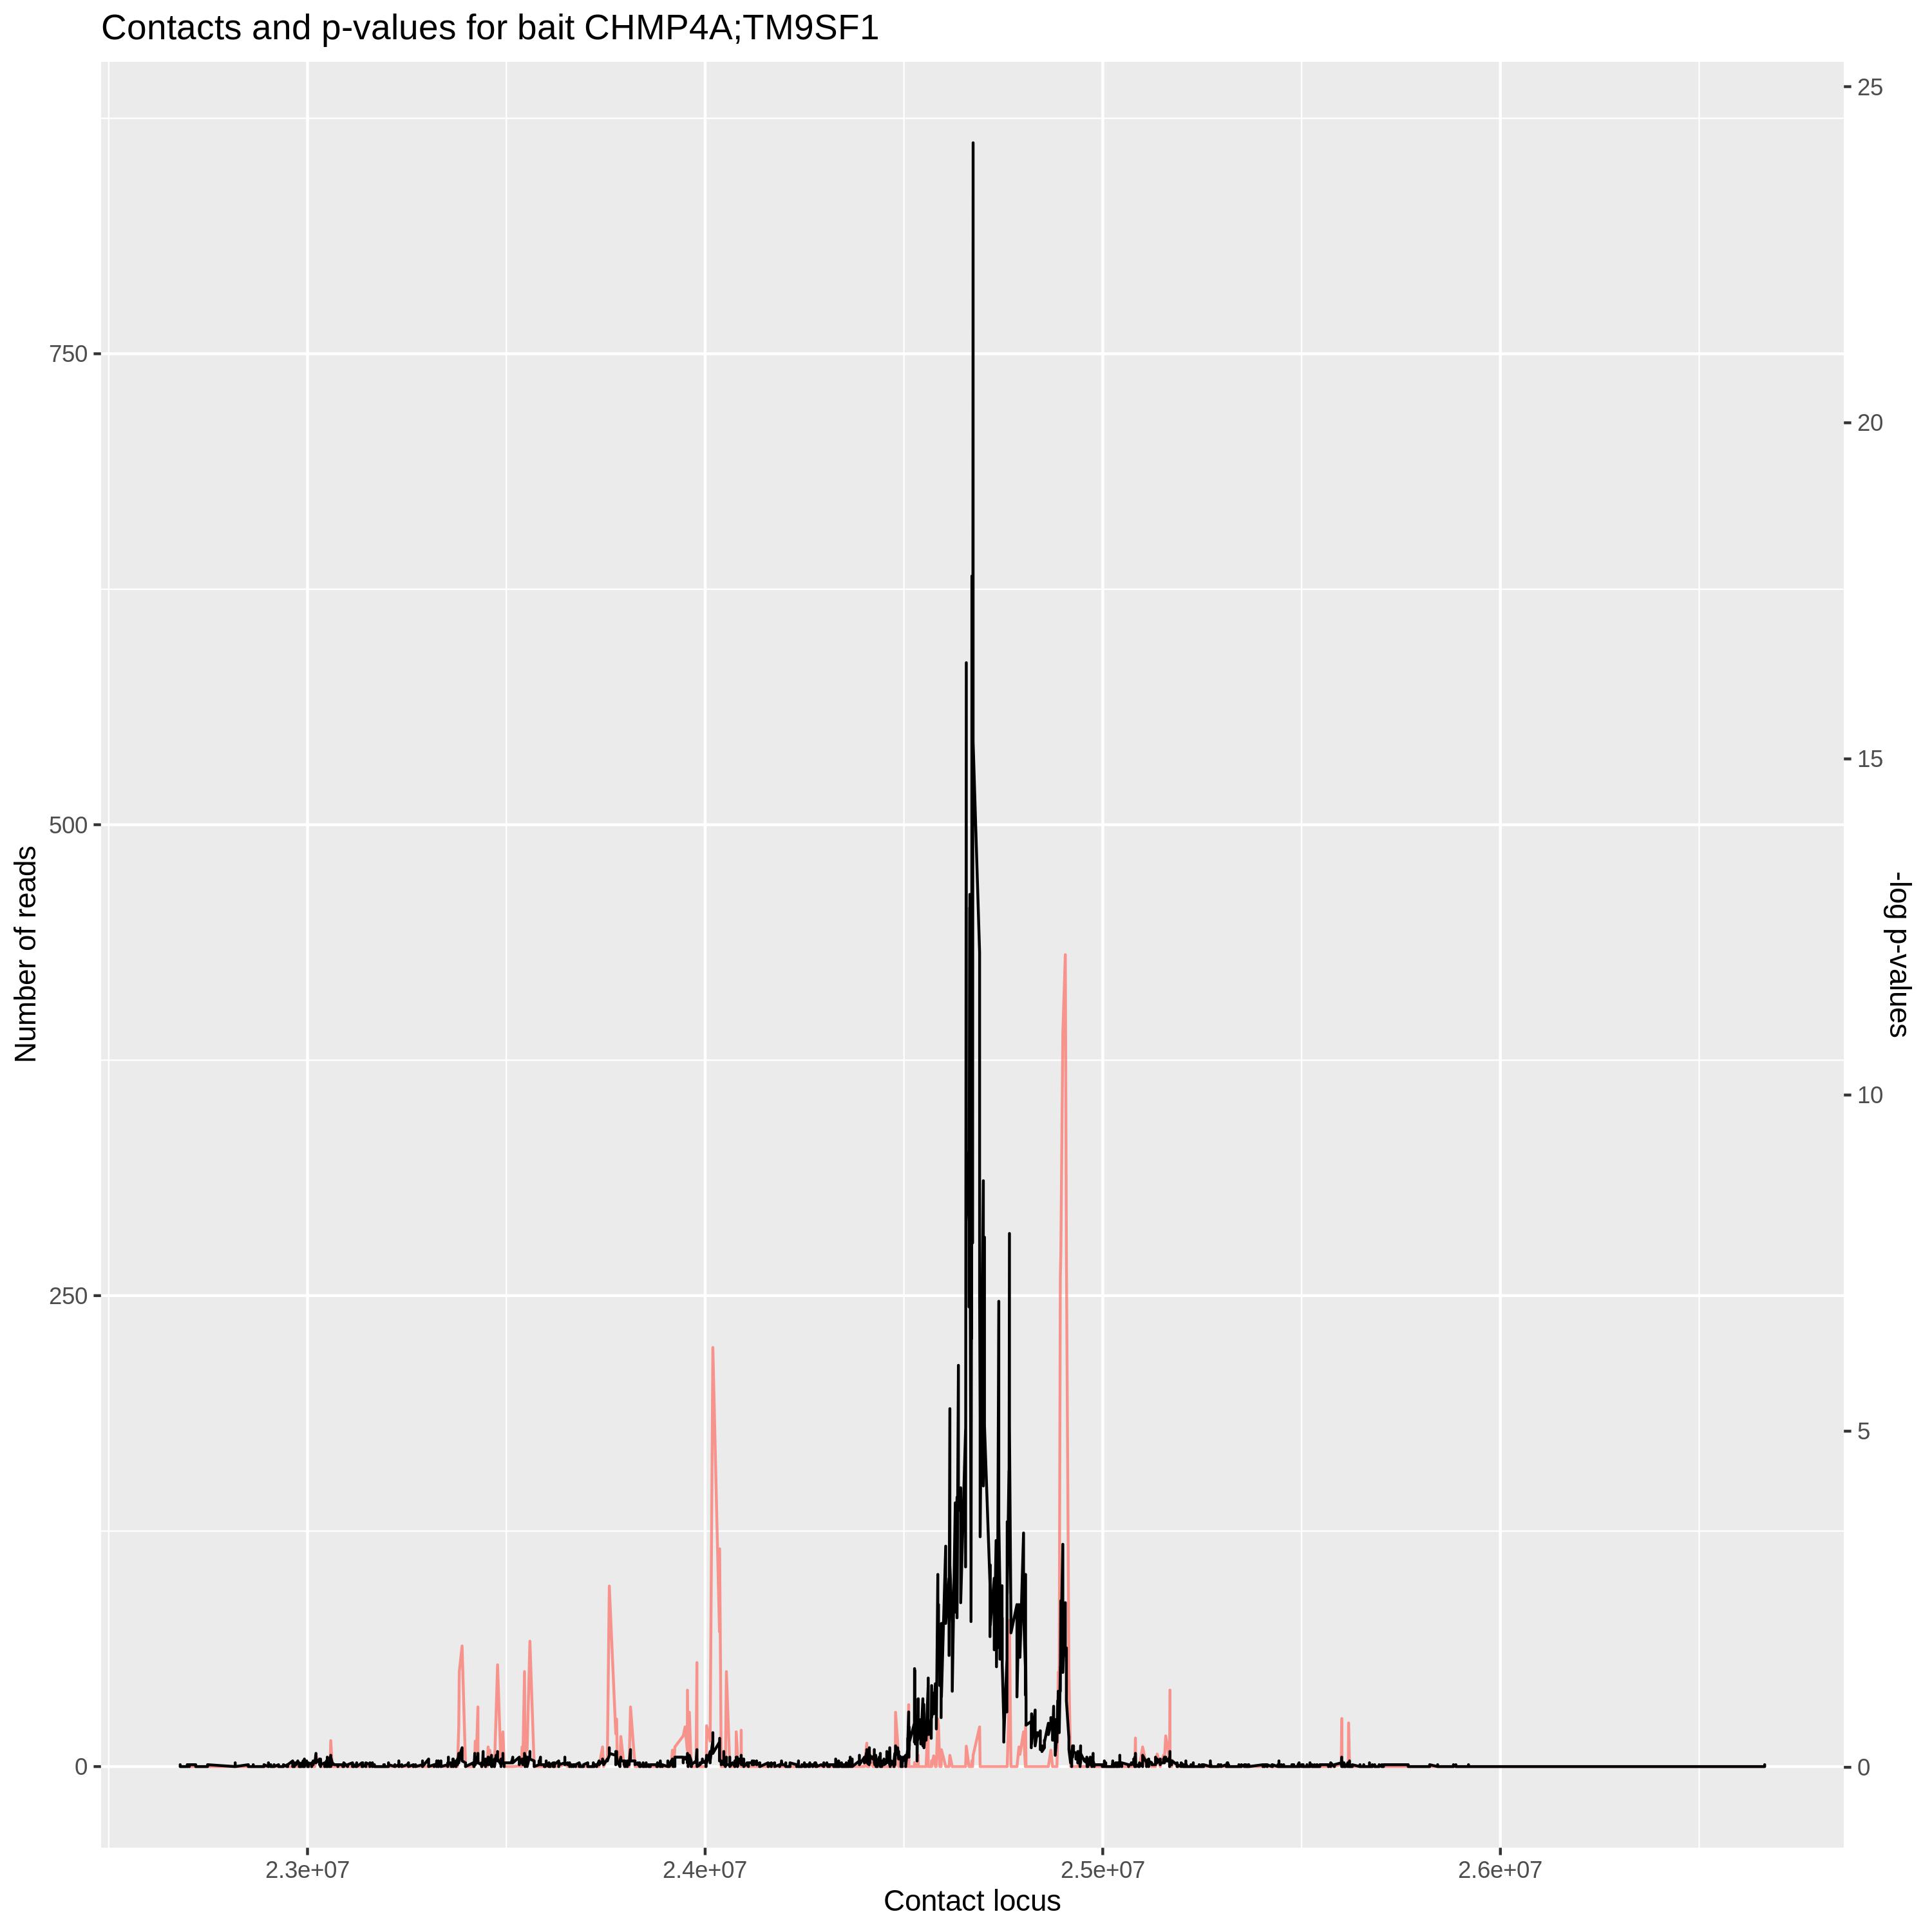 Contacts and p-values for bait CHMP4A;TM9SF1
25
750
20
15
500
Number of reads
-log p-values
10
250
5
0
0
2.3e+07
2.4e+07
2.5e+07
2.6e+07
Contact locus